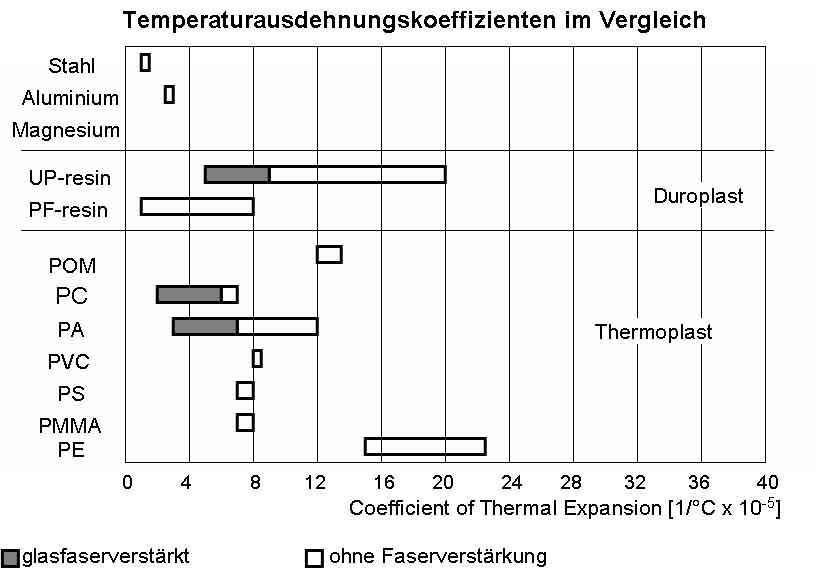 Temperaturausdehnungskoeffizienten im Vergleich
Stahl
Aluminium
Magnesium
UP-resin
PF-resin
Duroplast
POM
PC
PA
Thermoplast
PVC
PS
PMMA
PE
0 4 8 12 16 20 24 28 32 36 40
Coefficient of Thermal Expansion [1/°C x 10⁻⁵]
glasfaserverstärkt ohne Faserverstärkung